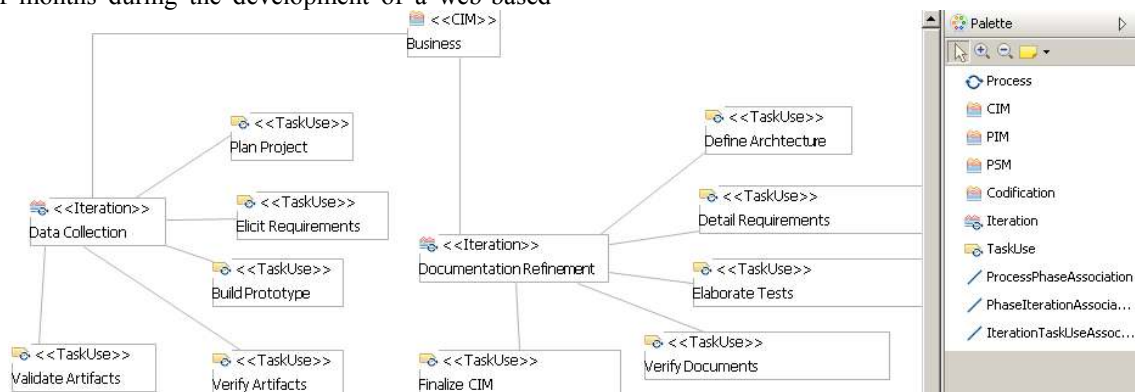 months during the development of a web-based
<<CIM>>
Business
<<TaskUse>>
Plan Project
<<TaskUse>>
Define Archtecture
<<Iteration>>
Data Collection
<<TaskUse>>
Elicit Requirements
<<TaskUse>>
Detail Requirements
<<Iteration>>
Documentation Refinement
<<TaskUse>>
Build Prototype
<<TaskUse>>
Elaborate Tests
<<TaskUse>>
Validate Artifacts
<<TaskUse>>
Verify Artifacts
<<TaskUse>>
Finalize CIM
<<TaskUse>>
Verify Documents
Palette
Process
CIM
PIM
PSM
Codification
Iteration
TaskUse
ProcessPhaseAssociation
PhaseIterationAssocia...
IterationTaskUseAssoc...